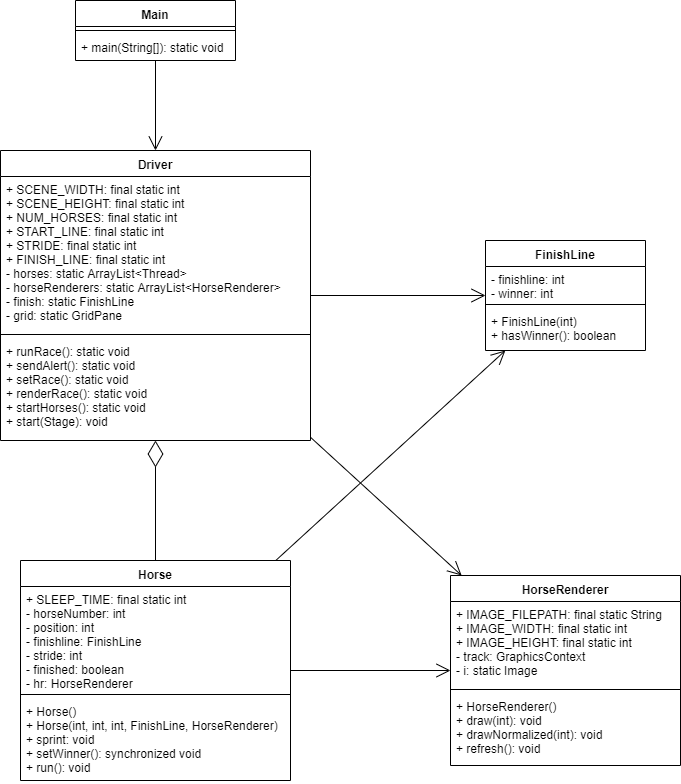 Main
+ main(String[]): static void
Driver
+ SCENE_WIDTH: final static int
+ SCENE_HEIGHT: final static int
+ NUM_HORSES: final static int
+ START_LINE: final static int
+ STRIDE: final static int
+ FINISH_LINE: final static int
- horses: static ArrayList<Thread>
- horseRenderers: static ArrayList<HorseRenderer>
- finish: static FinishLine
- grid: static GridPane
+ runRace(): static void
+ sendAlert(): static void
+ setRace(): static void
+ renderRace(): static void
+ startHorses(): static void
+ start(Stage): void
FinishLine
- finishline: int
- winner: int
+ FinishLine(int)
+ hasWinner(): boolean
Horse
+ SLEEP_TIME: final static int
- horseNumber: int
- position: int
- finishline: FinishLine
- stride: int
- finished: boolean
- hr: HorseRenderer
+ Horse()
+ Horse(int, int, int, FinishLine, HorseRenderer)
+ sprint: void
+ setWinner(): synchronized void
+ run(): void
HorseRenderer
+ IMAGE_FILEPATH: final static String
+ IMAGE_WIDTH: final static int
+ IMAGE_HEIGHT: final static int
- track: GraphicsContext
- i: static Image
+ HorseRenderer()
+ draw(int): void
+ drawNormalized(int): void
+ refresh(): void